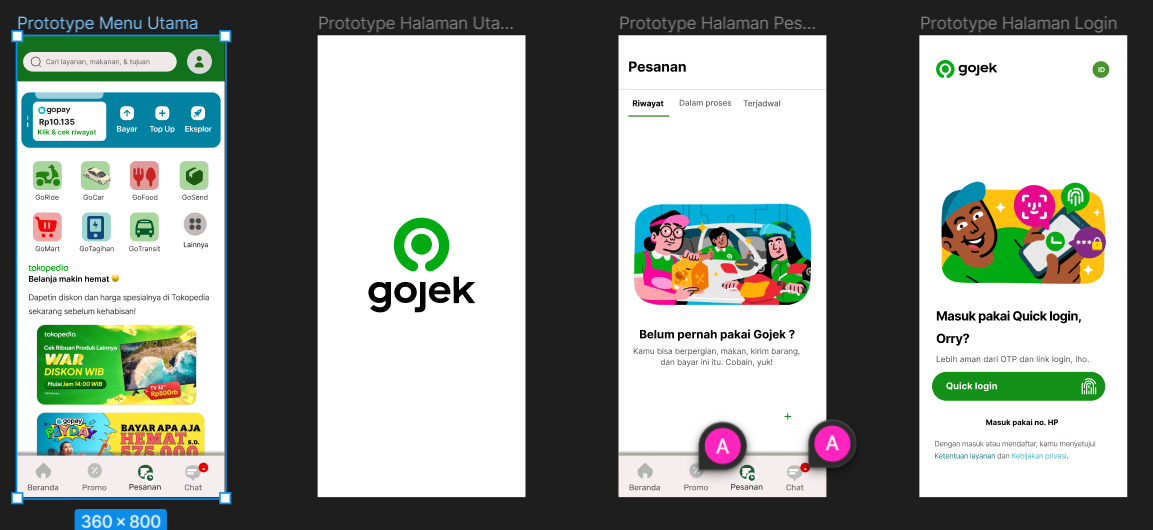 Prototype Menu Utama
Cari layanan, makanan, & tujuan
gopay
Rp10.135
Klik & cek riwayat
Bayar
Top Up
Eksplor
GoRide
GoCar
GoFood
GoSend
GoMart
GoTagihan
GoTransit
Lainnya
tokopedia
Belanja makin hemat 😄
Dapetin diskon dan harga spesialnya di Tokopedia
sekarang sebelum kehabisan!
tokopedia
Cek Ribuan Produk Lainnya
WAR
DISKON WIB
Mulai Jam 14:00 WIB
TV 32"
Rp500rb
gopay
PAYDAY
BAYAR APA AJA
HEMAT S.D.
575.000
Beranda
Promo
Pesanan
Chat
360 × 800
Prototype Halaman Uta...
gojek
Prototype Halaman Pes...
Pesanan
Riwayat
Dalam proses
Terjadwal
Belum pernah pakai Gojek ?
Kamu bisa berpergian, makan, kirim barang,
dan bayar ini itu. Cobain, yuk!
+
A
A
Beranda
Promo
Pesanan
Chat
Prototype Halaman Login
gojek
ID
Masuk pakai Quick login,
Orry?
Lebih aman dari OTP dan link login, lho.
Quick login
Masuk pakai no. HP
Dengan masuk atau mendaftar, kamu menyetujui
Ketentuan layanan dan Kebijakan privasi.